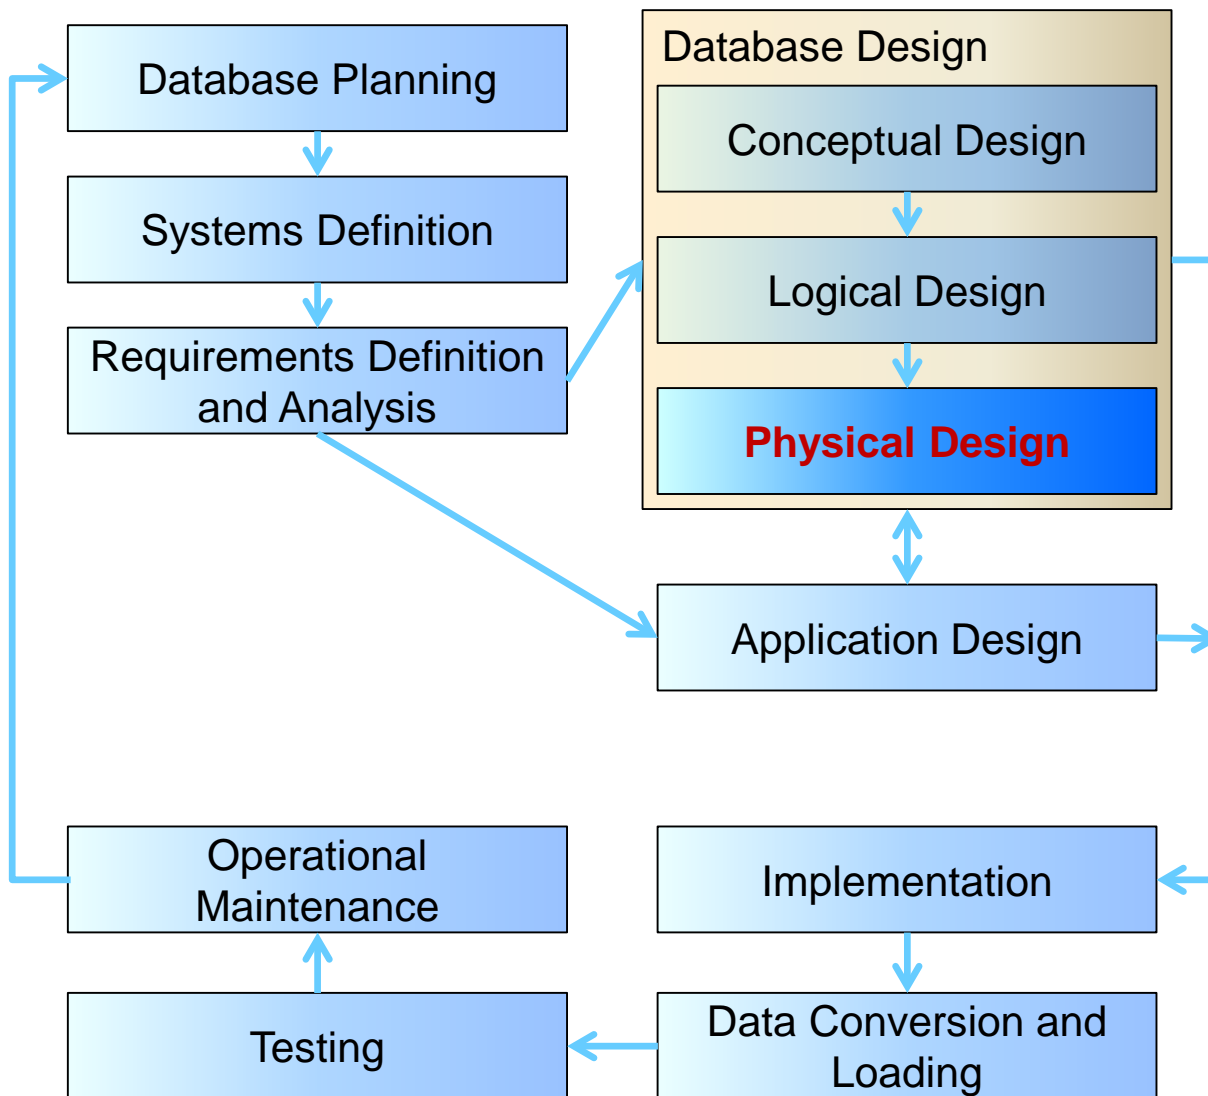 Database Planning
Systems Definition
Requirements Definition
and Analysis
Database Design
Conceptual Design
Logical Design
Physical Design
Application Design
Operational
Maintenance
Implementation
Testing
Data Conversion and
Loading